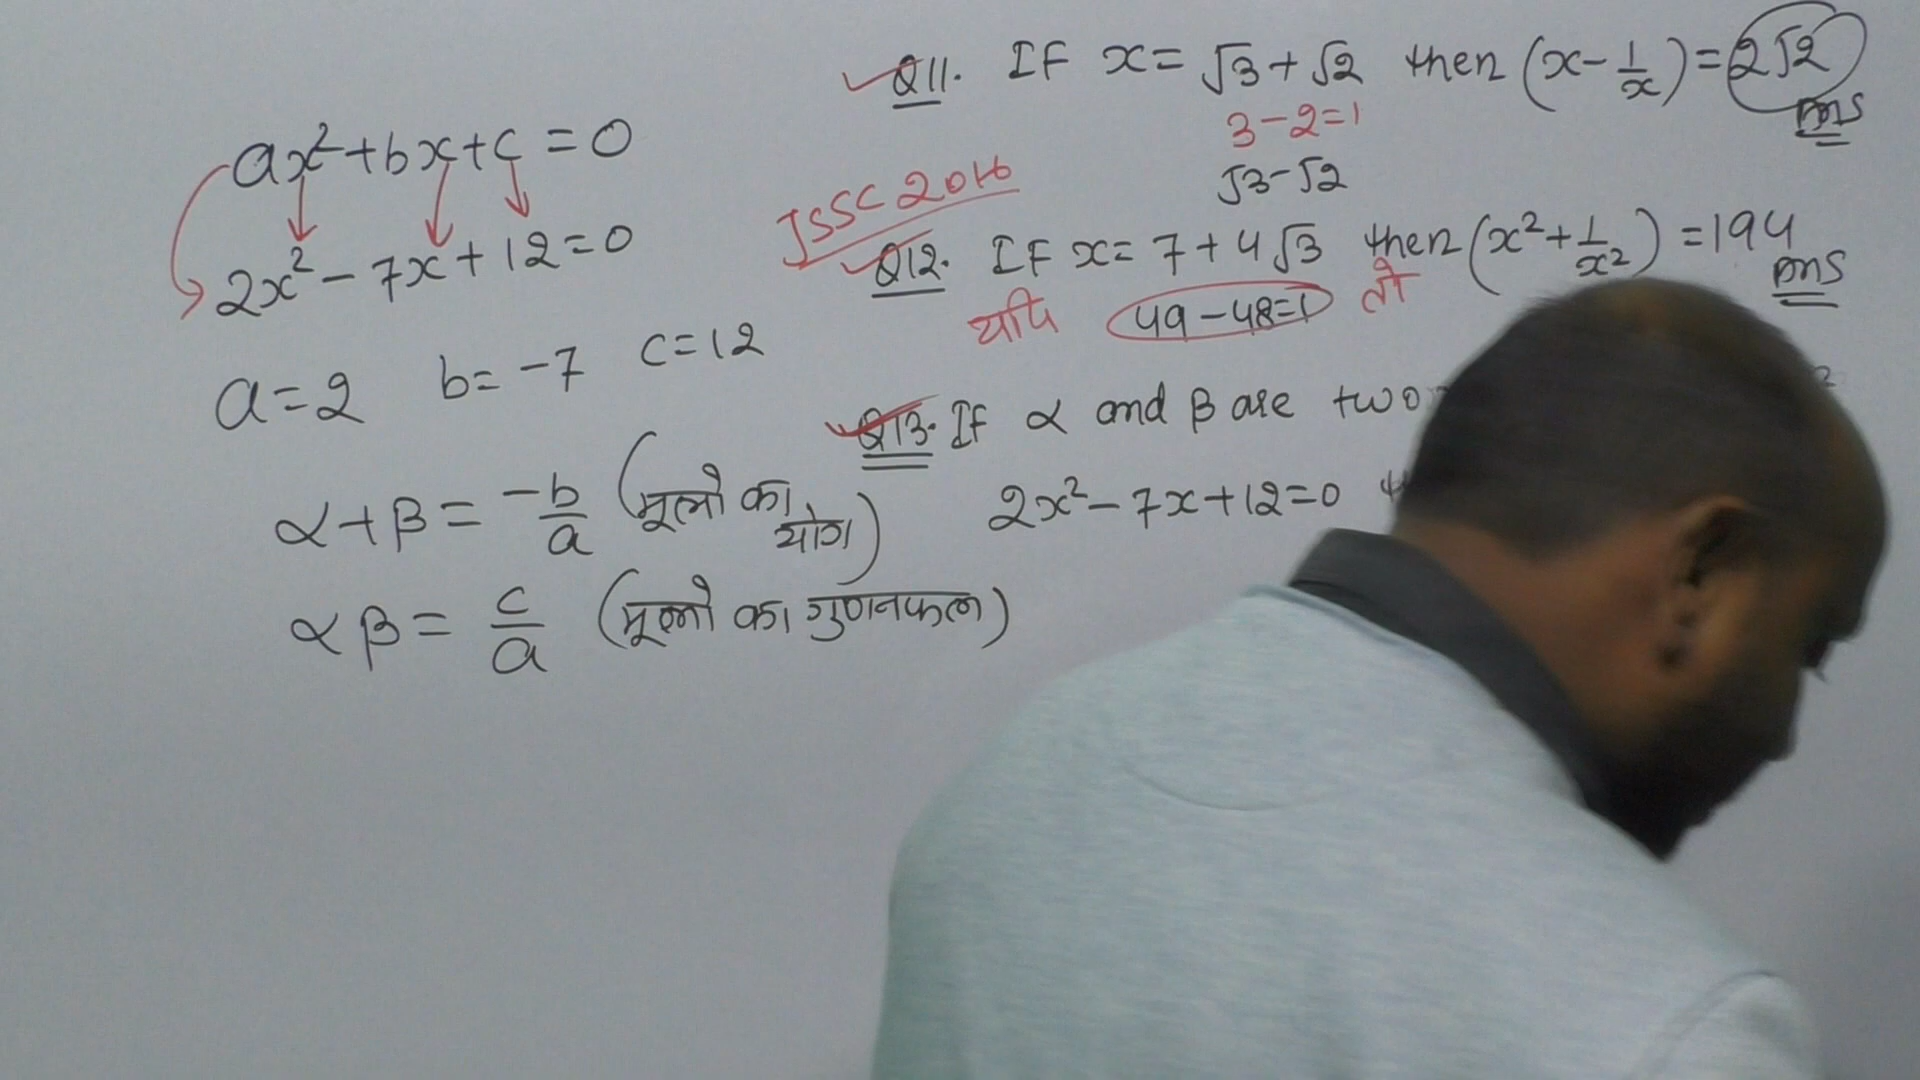 ax²+bx+c=0
2x²-7x+12=0
a=2 b=-7 c=12
α+β=-b/a (मूलो का
योग)
αβ=c/a (मूलो का गुणनफल)
Q11. IF x=√3+√2 then (x-1/x)=2√2
Ans
3-2=1
√3-√2
JSSC 2016
Q12. IF x=7+4√3 then (x²+1/x²)=194
Ans
यदि 49-48=1 तो
Q13. IF α and β are two
2x²-7x+12=0